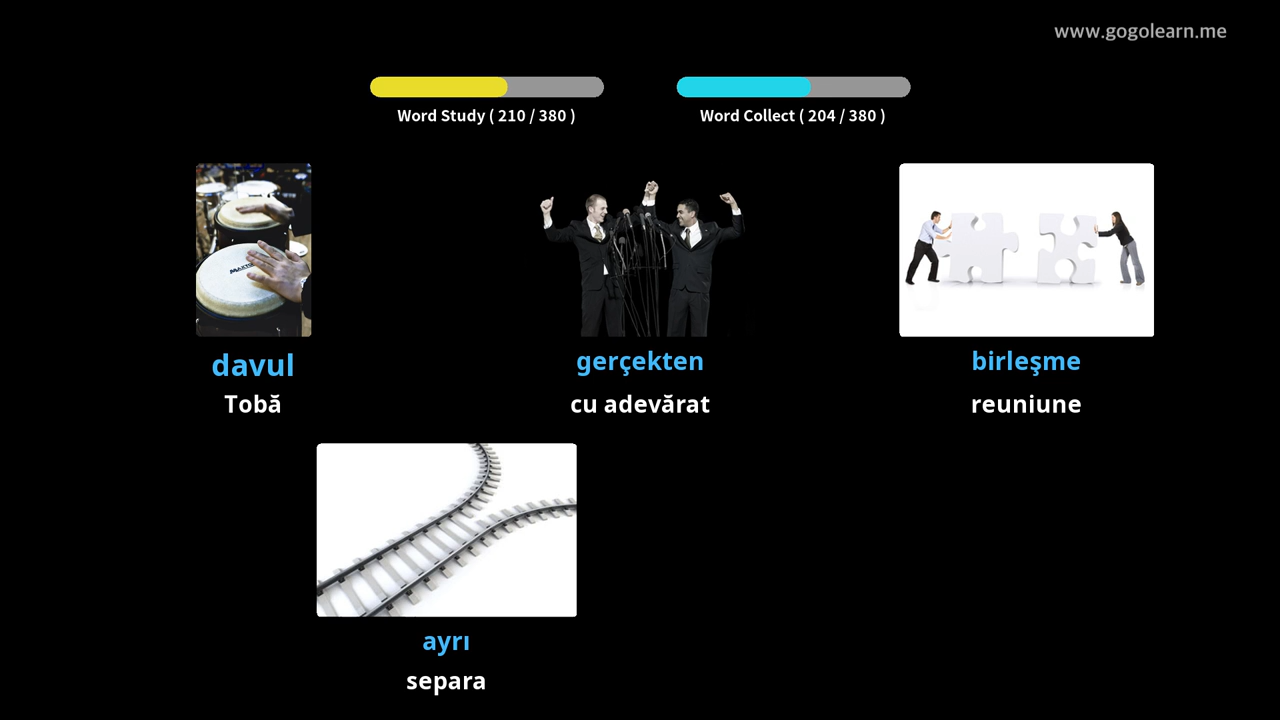 www.gogolearn.me
Word Study ( 210 / 380 )
Word Collect ( 204 / 380 )
davul
gerçekten
birleşme
Tobă
cu adevărat
reuniune
ayrı
separa